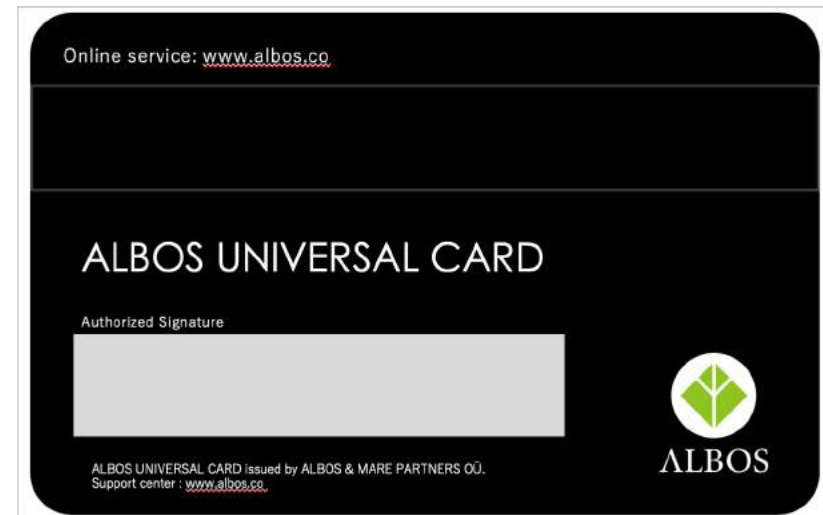 Online service: www.albos.co
ALBOS UNIVERSAL CARD
Authorized Signature
ALBOS UNIVERSAL CARD issued by ALBOS & MARE PARTNERS OÜ.
Support center : www.albos.co
ΛLBOS